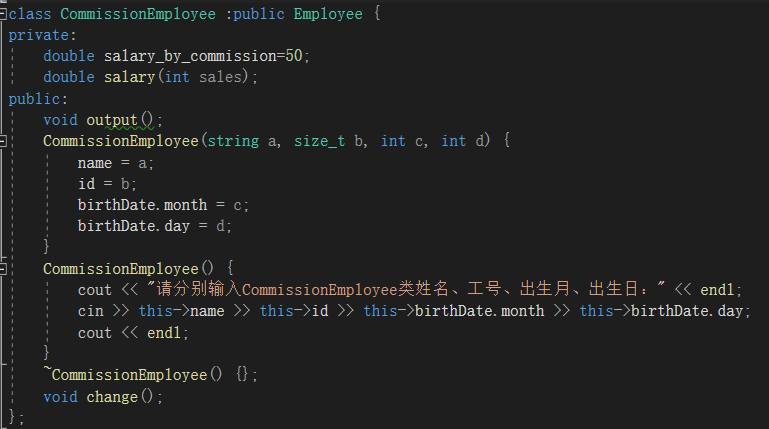 class CommissionEmployee :public Employee {
private:
    double salary_by_commission=50;
    double salary(int sales);
public:
    void output();
    CommissionEmployee(string a, size_t b, int c, int d) {
        name = a;
        id = b;
        birthDate.month = c;
        birthDate.day = d;
    }
    CommissionEmployee() {
        cout << "请分别输入CommissionEmployee类姓名、工号、出生月、出生日：" << endl;
        cin >> this->name >> this->id >> this->birthDate.month >> this->birthDate.day;
        cout << endl;
    }
    ~CommissionEmployee() {};
    void change();
};